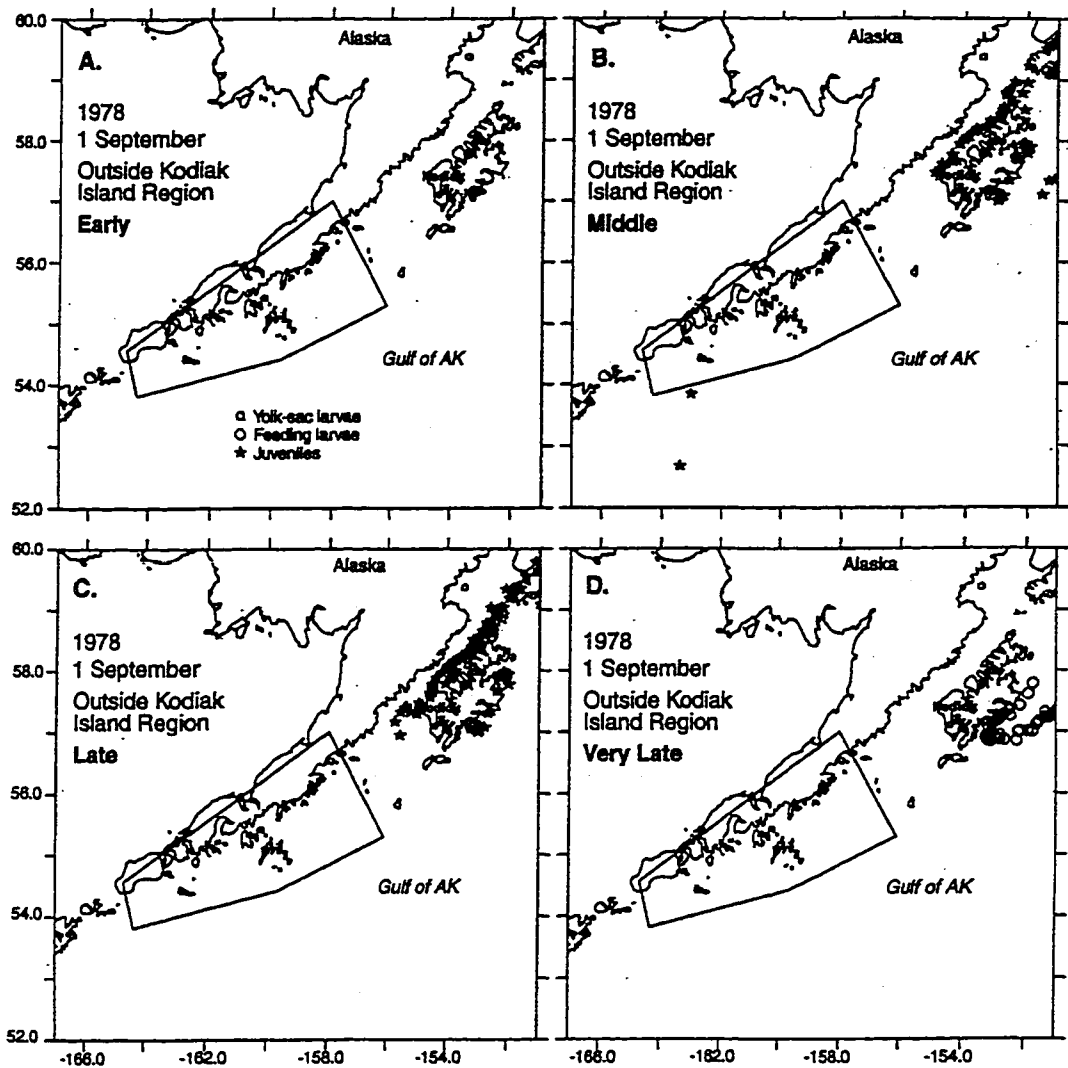 60.0
58.0
56.0
54.0
52.0
A.
Alaska
1978
1 September
Outside Kodiak
Island Region
Early
Gulf of AK
Yolk-sac larvae
Feeding larvae
Juveniles
B.
Alaska
1978
1 September
Outside Kodiak
Island Region
Middle
Gulf of AK
60.0
58.0
56.0
54.0
52.0
C.
Alaska
1978
1 September
Outside Kodiak
Island Region
Late
Gulf of AK
-166.0 -162.0 -158.0 -154.0
D.
Alaska
1978
1 September
Outside Kodiak
Island Region
Very Late
Gulf of AK
-166.0 -162.0 -158.0 -154.0